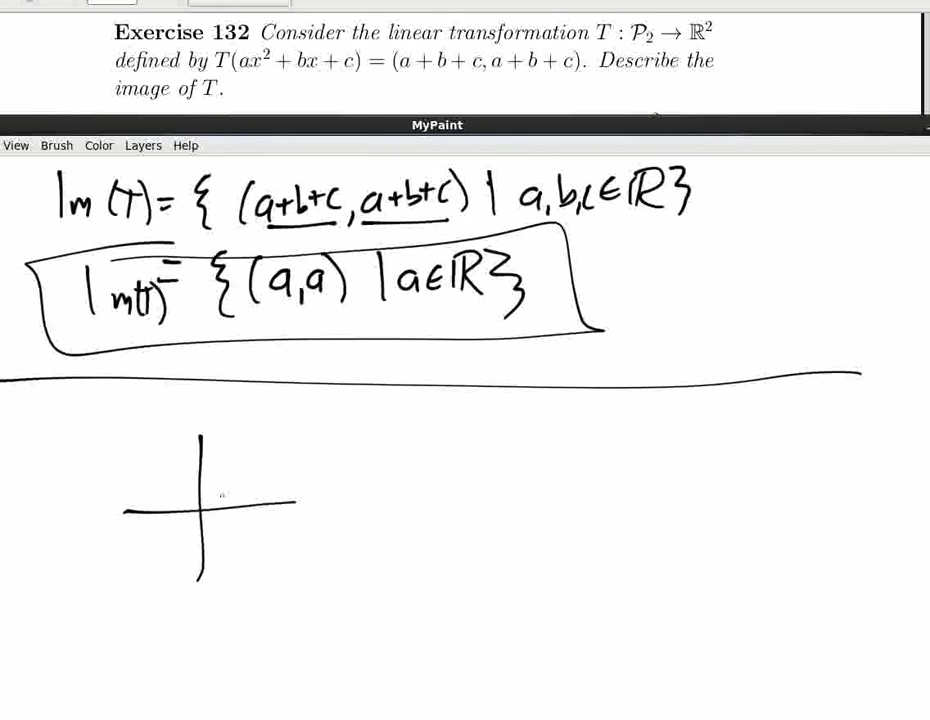 Exercise 132 Consider the linear transformation T : P₂ → ℝ²
defined by T(ax² + bx + c) = (a + b + c, a + b + c). Describe the
image of T.
MyPaint
View Brush Color Layers Help
Im (T) = { (a+b+c, a+b+c) | a,b,c ∈ ℝ }
Im(T) = { (a,a) | a ∈ ℝ }